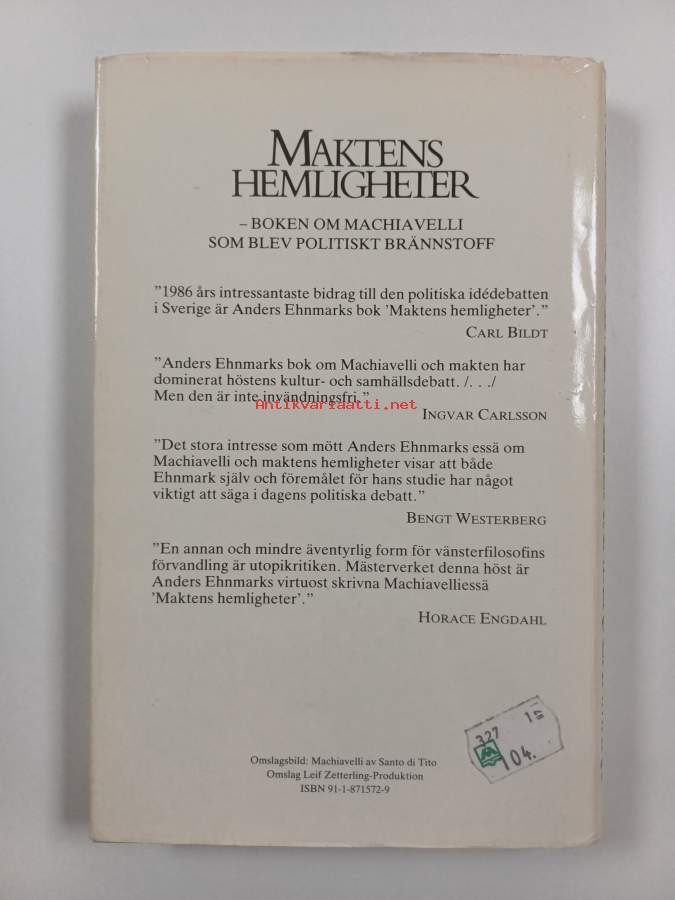 MAKTENS
HEMLIGHETER
– BOKEN OM MACHIAVELLI
SOM BLEV POLITISKT BRÄNNSTOFF
”1986 års intressantaste bidrag till den politiska idédebatten
i Sverige är Anders Ehnmarks bok ’Maktens hemligheter’.”
CARL BILDT
”Anders Ehnmarks bok om Machiavelli och makten har
dominerat höstens kultur- och samhällsdebatt. /. . ./
Men den är inte invändningsfri.”
Antikvariaatti.net
INGVAR CARLSSON
”Det stora intresse som mött Anders Ehnmarks essä om
Machiavelli och maktens hemligheter visar att både
Ehnmark själv och föremålet för hans studie har något
viktigt att säga i dagens politiska debatt.”
BENGT WESTERBERG
”En annan och mindre äventyrlig form för vänsterfilosofins
förvandling är utopikritiken. Mästerverket denna höst är
Anders Ehnmarks virtuost skrivna Machiavelliessä
’Maktens hemligheter’.”
HORACE ENGDAHL
327
104.
Omslagsbild: Machiavelli av Santo di Tito
Omslag Leif Zetterling-Produktion
ISBN 91-1-871572-9